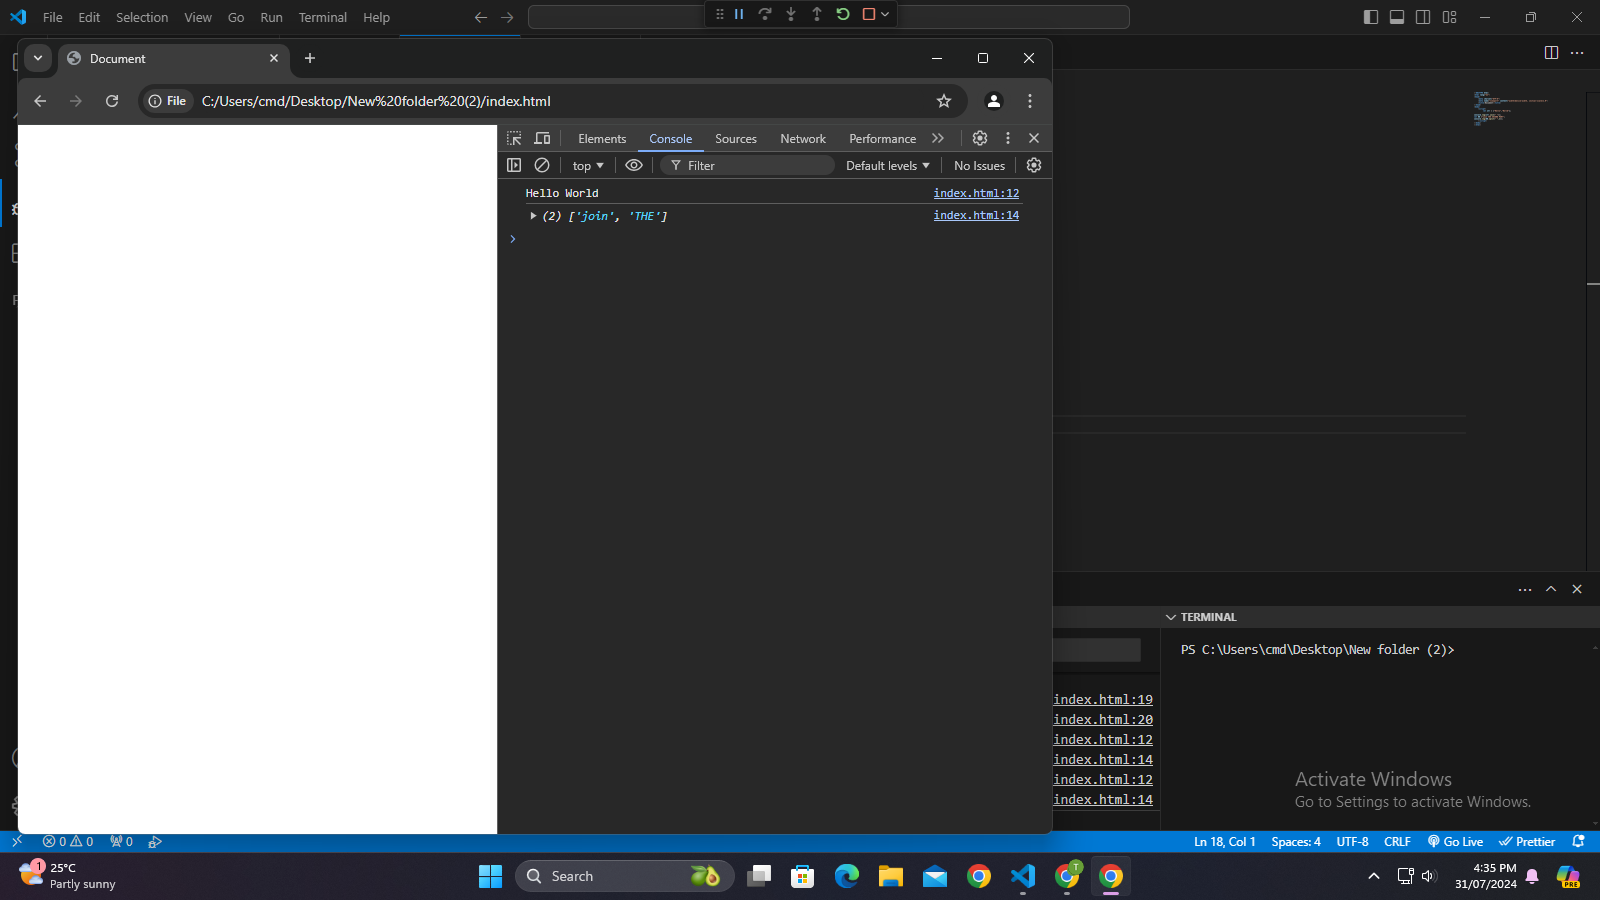 File Edit Selection View Go Run Terminal Help
Document
File C:/Users/cmd/Desktop/New%20folder%20(2)/index.html
Elements Console Sources Network Performance
top Filter Default levels No Issues
Hello World index.html:12
(2) ['join', 'THE'] index.html:14
TERMINAL
PS C:\Users\cmd\Desktop\New folder (2)>
index.html:19
index.html:20
index.html:12
index.html:14
index.html:12
index.html:14
Activate Windows
Go to Settings to activate Windows.
0 0 0 Ln 18, Col 1 Spaces: 4 UTF-8 CRLF Go Live Prettier
1 25°C
Partly sunny
Search
T
4:35 PM
31/07/2024
PRE